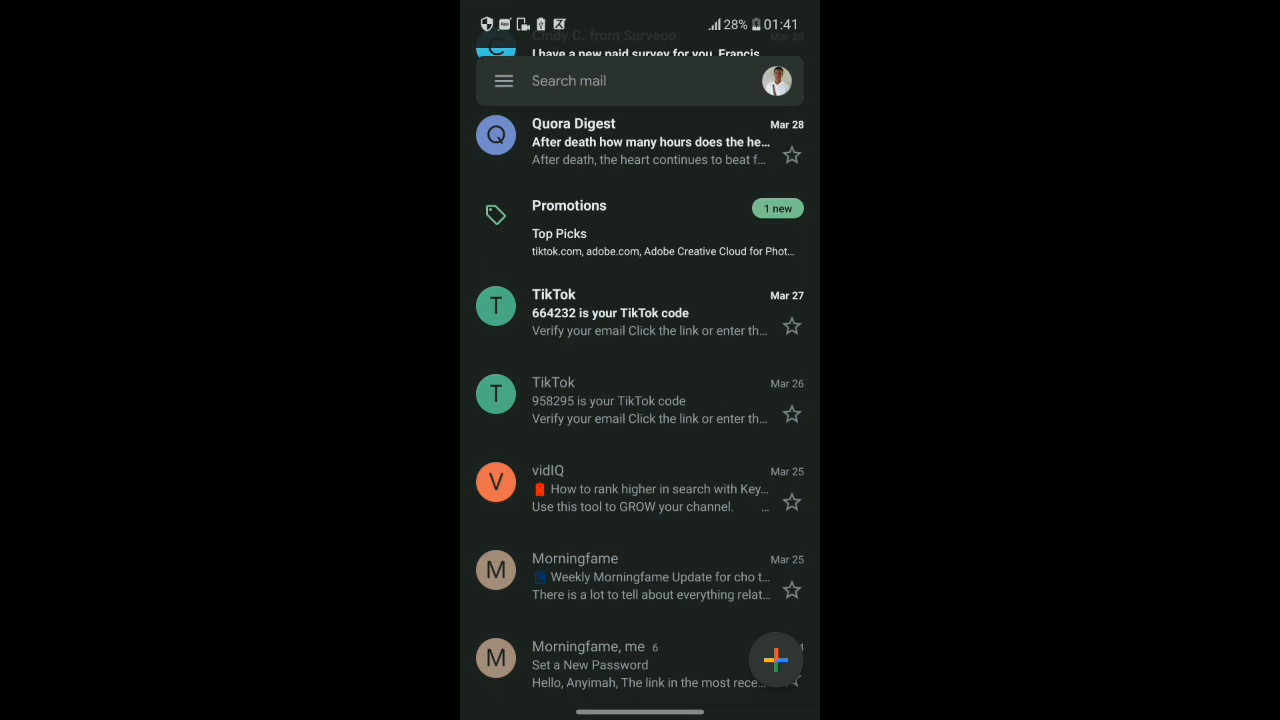 28% 01:41
Cindy C. from Surveoo Mar 28
I have a new paid survey for you, Francis
Search mail
Q
Quora Digest Mar 28
After death how many hours does the he...
After death, the heart continues to beat f...
Promotions 1 new
Top Picks
tiktok.com, adobe.com, Adobe Creative Cloud for Phot...
T
TikTok Mar 27
664232 is your TikTok code
Verify your email Click the link or enter th...
T
TikTok Mar 26
958295 is your TikTok code
Verify your email Click the link or enter th...
V
vidIQ Mar 25
How to rank higher in search with Key...
Use this tool to GROW your channel. ...
M
Morningfame Mar 25
Weekly Morningfame Update for cho t...
There is a lot to tell about everything relat...
M
Morningfame, me 6
Set a New Password
Hello, Anyimah, The link in the most rece...